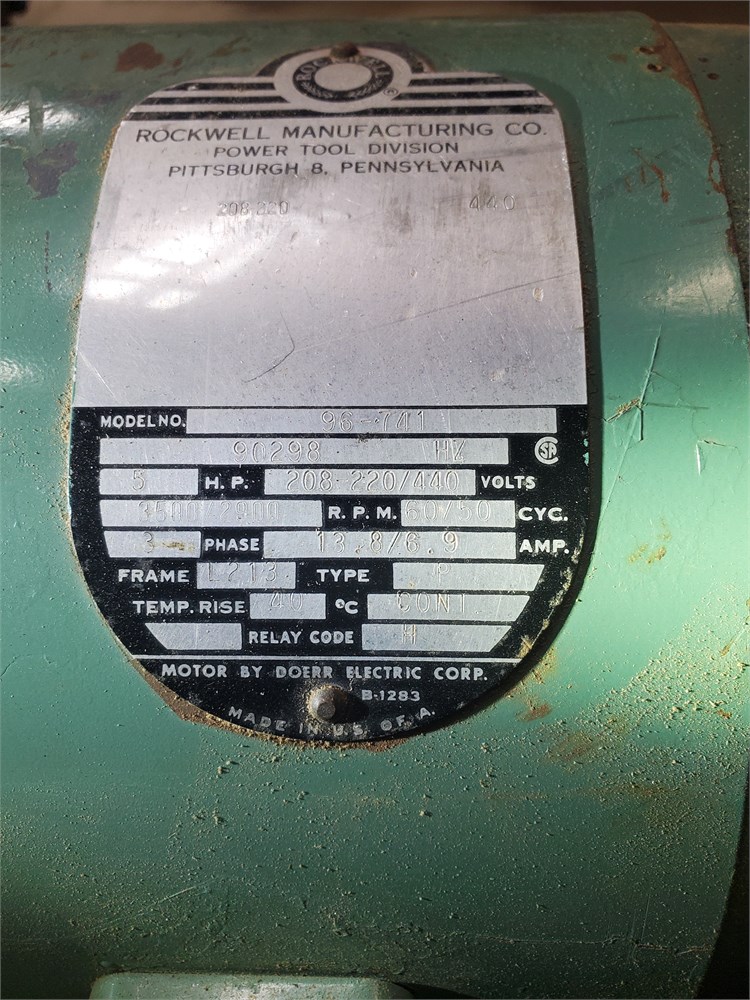 ROCKWELL
®
ROCKWELL MANUFACTURING CO.
POWER TOOL DIVISION
PITTSBURGH 8, PENNSYLVANIA
208 220 440
MODEL NO. 96-741
90298 HZ SA
5 H.P. 208-220/440 VOLTS
3500/2900 R.P.M. 60/50 CYC.
3 PHASE 13.8/6.9 AMP.
FRAME L213 TYPE P
TEMP. RISE 40 °C CONT.
RELAY CODE H
MOTOR BY DOERR ELECTRIC CORP.
B-1283
MADE IN U.S. OF A.